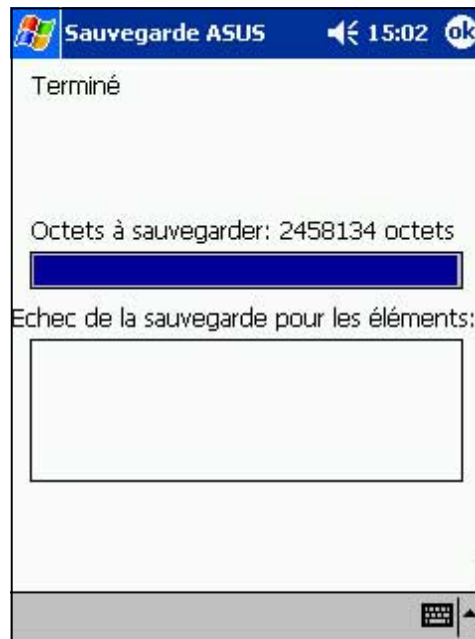 Sauvegarde ASUS 15:02 ok
Terminé
Octets à sauvegarder: 2458134 octets
Echec de la sauvegarde pour les éléments: